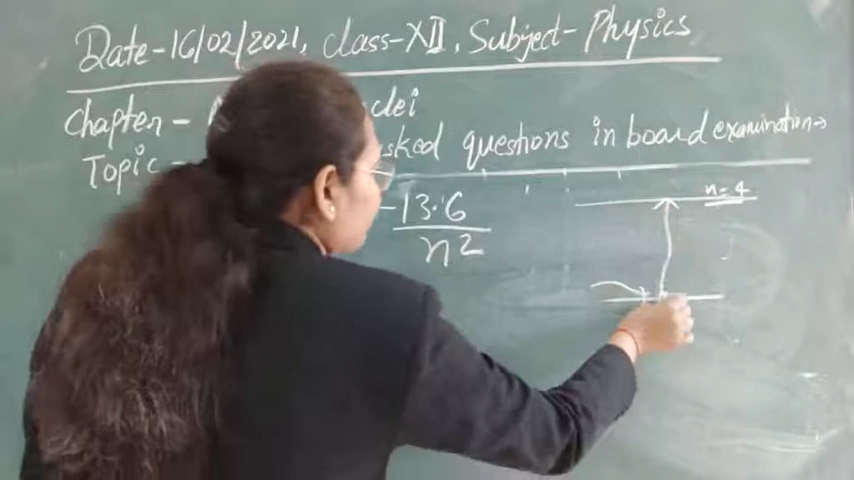 Date-16/02/2021, class-XII, Subject-Physics
chapter - clei
Topic - asked questions in board examination→
-13.6
n²
n=4